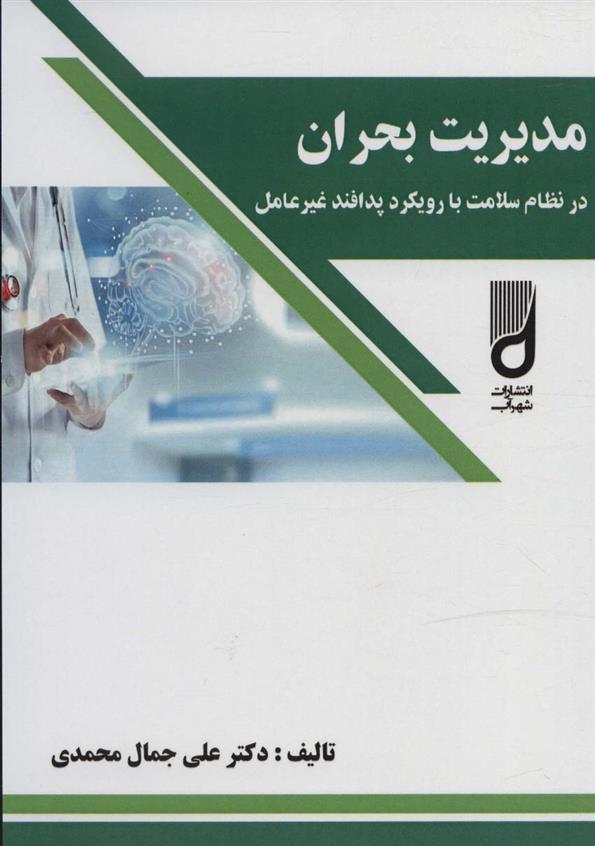 مدیریت بحران
در نظام سلامت با رویکرد پدافند غیرعامل
انتشارات
شهرآب
تالیف : دکتر علی جمال محمدی